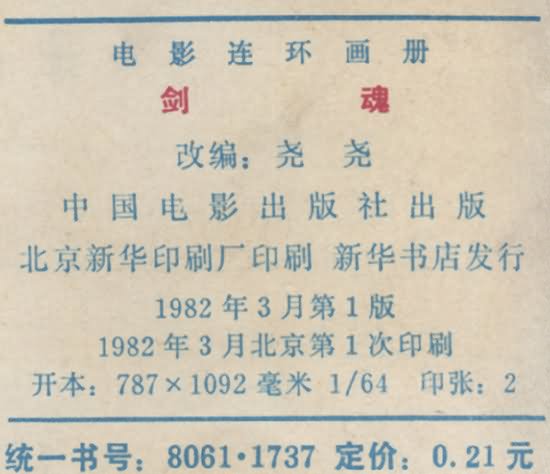 电影连环画册
剑魂
改编：尧尧
中国电影出版社出版
北京新华印刷厂印刷 新华书店发行
1982年3月第1版
1982年3月北京第1次印刷
开本：787×1092毫米 1/64 印张：2
统一书号：8061·1737 定价：0.21元